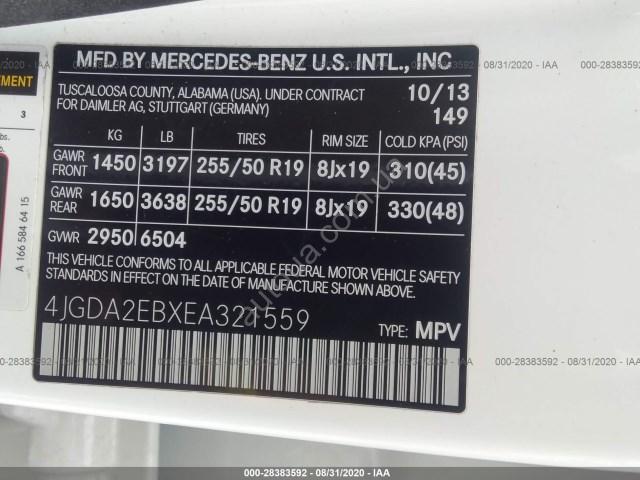 MFD BY MERCEDES-BENZ U.S. INTL., INC
TUSCALOOSA COUNTY, ALABAMA (USA). UNDER CONTRACT 10/13
FOR DAIMLER AG, STUTTGART (GERMANY) 149
KG LB TIRES RIM SIZE COLD KPA (PSI)
GAWR FRONT 1450 3197 255/50 R19 8Jx19 310(45)
GAWR REAR 1650 3638 255/50 R19 8Jx19 330(48)
GVWR 2950 6504
THIS VEHICLE CONFORMS TO ALL APPLICABLE FEDERAL MOTOR VEHICLE SAFETY
STANDARDS IN EFFECT ON THE DATE OF MANUFACTURE SHOWN ABOVE.
4JGDA2EBXEA321559
TYPE: MPV
A 166 584 64 15
EMENT
3
lbs.
000-28383592 - 08/31/2020 - IAA